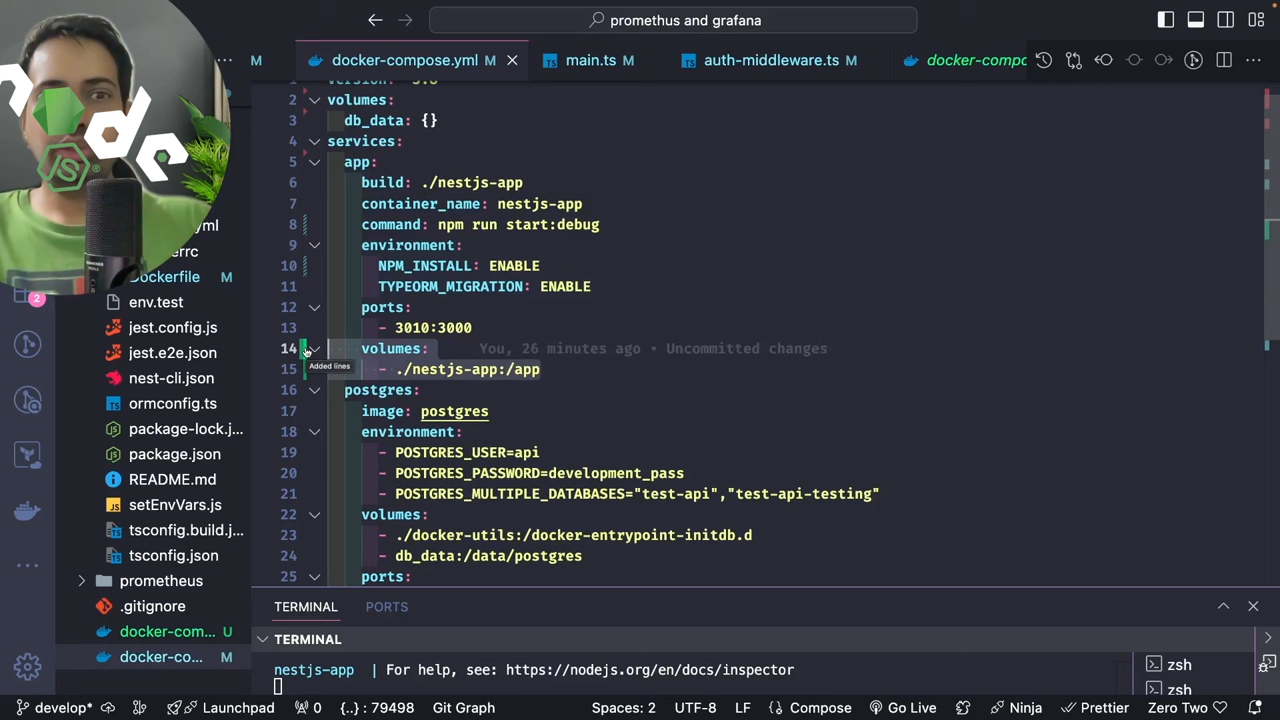 prometheus and grafana
M
docker-compose.yml M
main.ts M
auth-middleware.ts M
docker-compo
2 volumes:
3 db_data: {}
4 services:
5 app:
6 build: ./nestjs-app
7 container_name: nestjs-app
8 command: npm run start:debug
9 environment:
10 NPM_INSTALL: ENABLE
11 TYPEORM_MIGRATION: ENABLE
12 ports:
13 - 3010:3000
14 volumes: You, 26 minutes ago • Uncommitted changes
Added lines
15 - ./nestjs-app:/app
16 postgres:
17 image: postgres
18 environment:
19 - POSTGRES_USER=api
20 - POSTGRES_PASSWORD=development_pass
21 - POSTGRES_MULTIPLE_DATABASES="test-api","test-api-testing"
22 volumes:
23 - ./docker-utils:/docker-entrypoint-initdb.d
24 - db_data:/data/postgres
25 ports:
Dockerfile M
env.test
jest.config.js
jest.e2e.json
nest-cli.json
ormconfig.ts
package-lock.j...
package.json
README.md
setEnvVars.js
tsconfig.build.j...
tsconfig.json
prometheus
.gitignore
docker-com... U
docker-co... M
2
TERMINAL PORTS
TERMINAL
nestjs-app | For help, see: https://nodejs.org/en/docs/inspector
zsh
zsh
develop* Launchpad 0 {..} : 79498 Git Graph Spaces: 2 UTF-8 LF Compose Go Live Ninja Prettier Zero Two